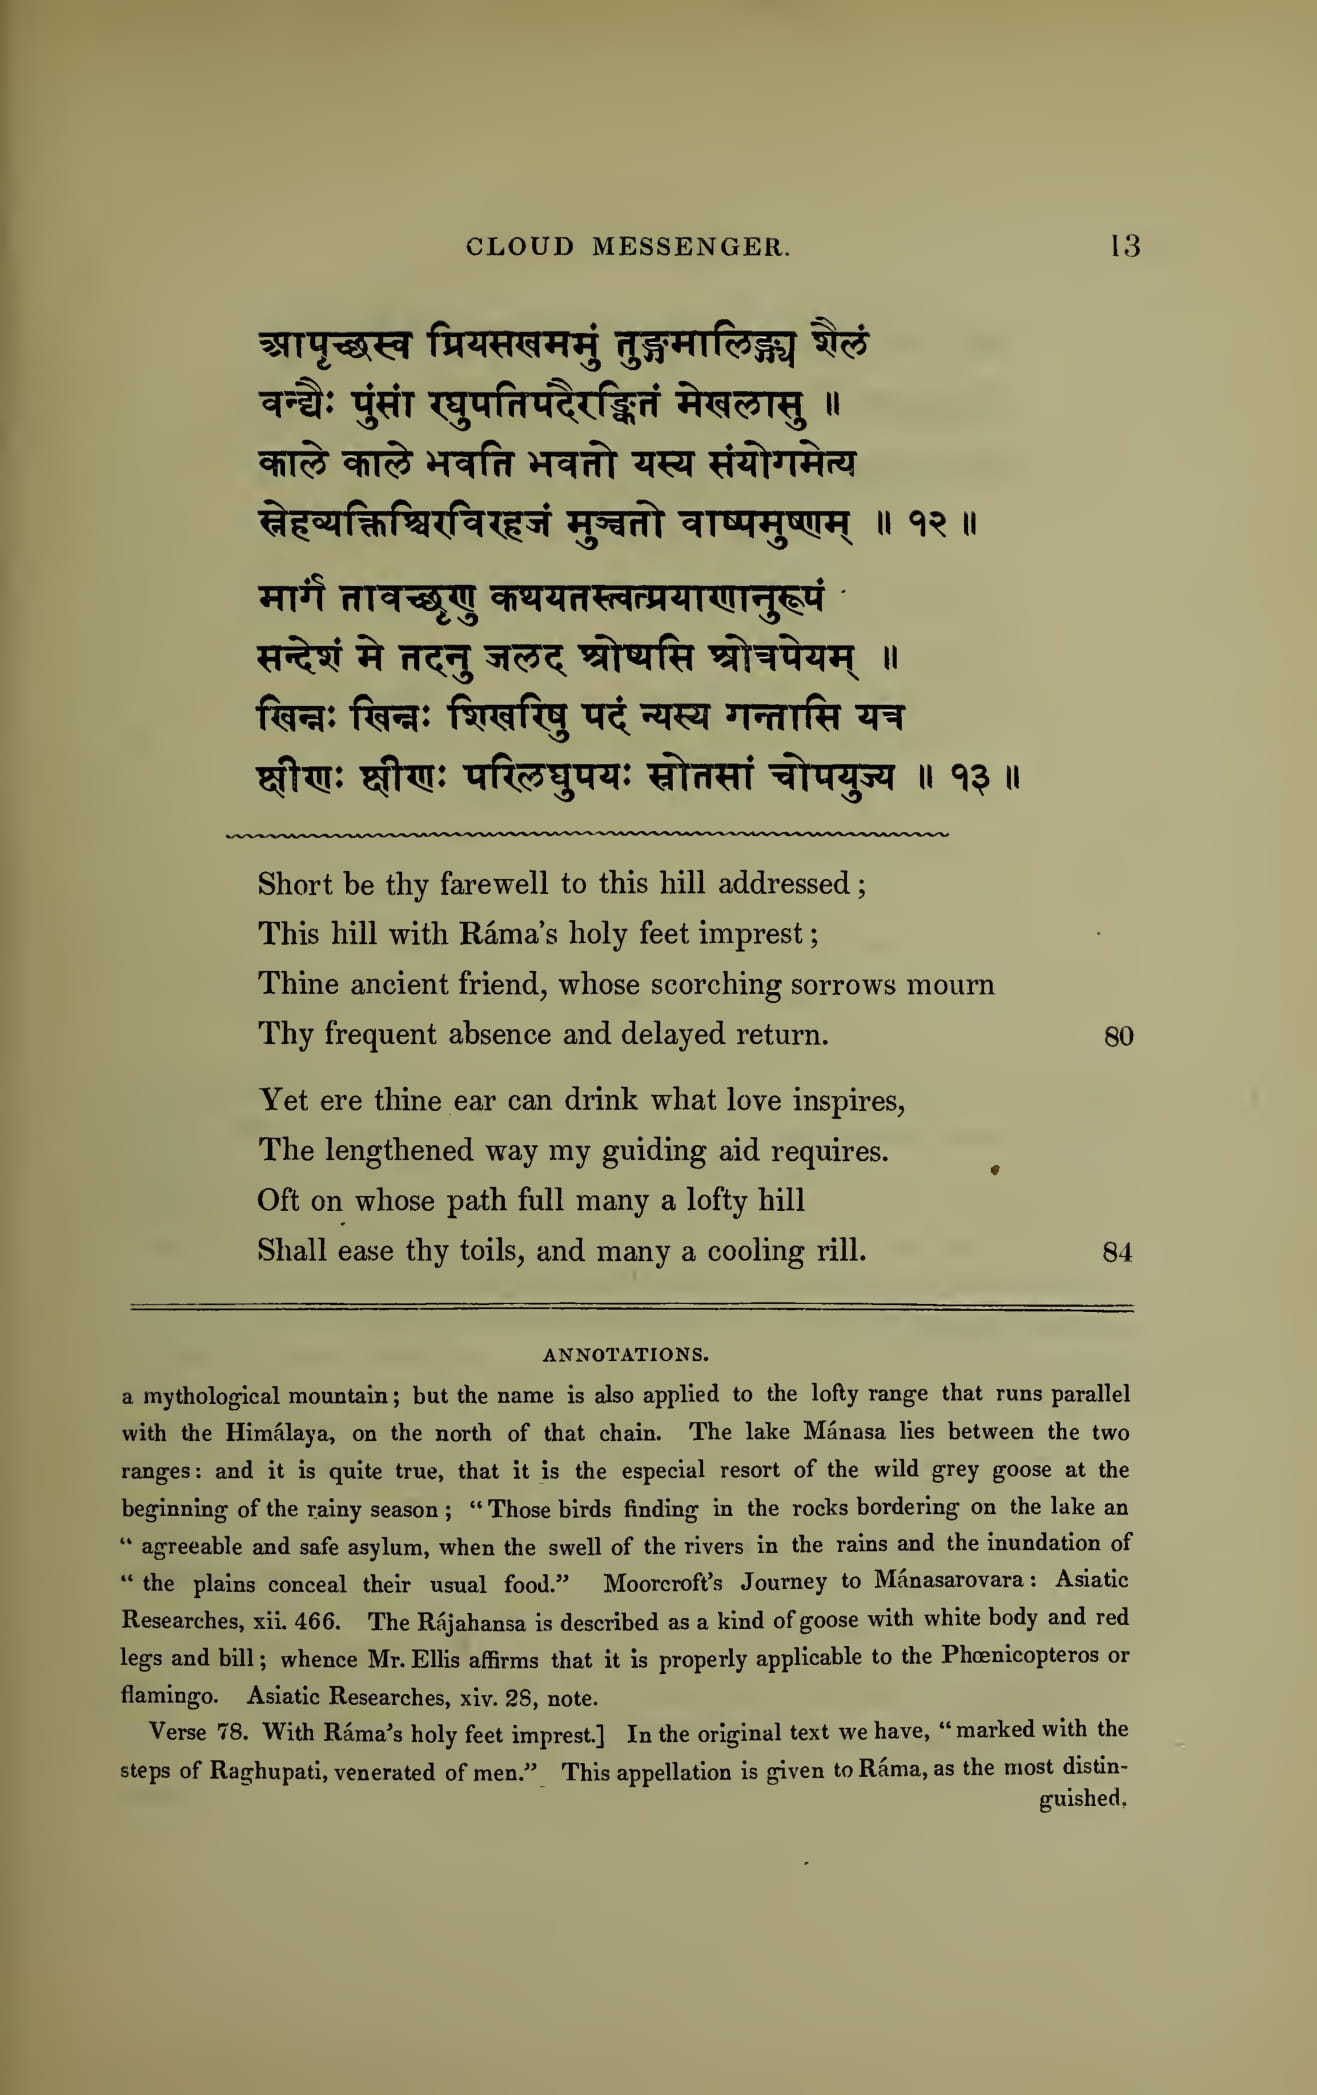 CLOUD MESSENGER. 13
आपृच्छस्व प्रियसखममुं तुङ्गमालिङ्ग्य शैलं
वन्द्यैः पुंसां रघुपतिपदैरङ्कितं मेखलासु ॥
काले काले भवति भवतो यस्य संयोगमेत्य
स्नेहव्यक्तिश्चिरविरहजं मुञ्चतो वाष्पमुष्णम् ॥ १२ ॥
मार्गं तावच्छृणु कथयतस्त्वत्प्रयाणानुरूपं
सन्देशं मे तदनु जलद श्रोष्यसि श्रोत्रपेयम् ॥
खिन्नः खिन्नः शिखरिषु पदं न्यस्य गन्तासि यत्र
क्षीणः क्षीणः परिलघुपयः स्रोतसां चोपयुज्य ॥ १३ ॥
Short be thy farewell to this hill addressed;
This hill with Ráma's holy feet imprest;
Thine ancient friend, whose scorching sorrows mourn
Thy frequent absence and delayed return. 80
Yet ere thine ear can drink what love inspires,
The lengthened way my guiding aid requires.
Oft on whose path full many a lofty hill
Shall ease thy toils, and many a cooling rill. 84
ANNOTATIONS.
a mythological mountain; but the name is also applied to the lofty range that runs parallel
with the Himálaya, on the north of that chain. The lake Mánasa lies between the two
ranges: and it is quite true, that it is the especial resort of the wild grey goose at the
beginning of the rainy season; "Those birds finding in the rocks bordering on the lake an
" agreeable and safe asylum, when the swell of the rivers in the rains and the inundation of
" the plains conceal their usual food." Moorcroft's Journey to Mánasarovara: Asiatic
Researches, xii. 466. The Rájahansa is described as a kind of goose with white body and red
legs and bill; whence Mr. Ellis affirms that it is properly applicable to the Phœnicopteros or
flamingo. Asiatic Researches, xiv. 28, note.
Verse 78. With Ráma's holy feet imprest.] In the original text we have, "marked with the
steps of Raghupati, venerated of men." This appellation is given to Ráma, as the most distin-
guished.